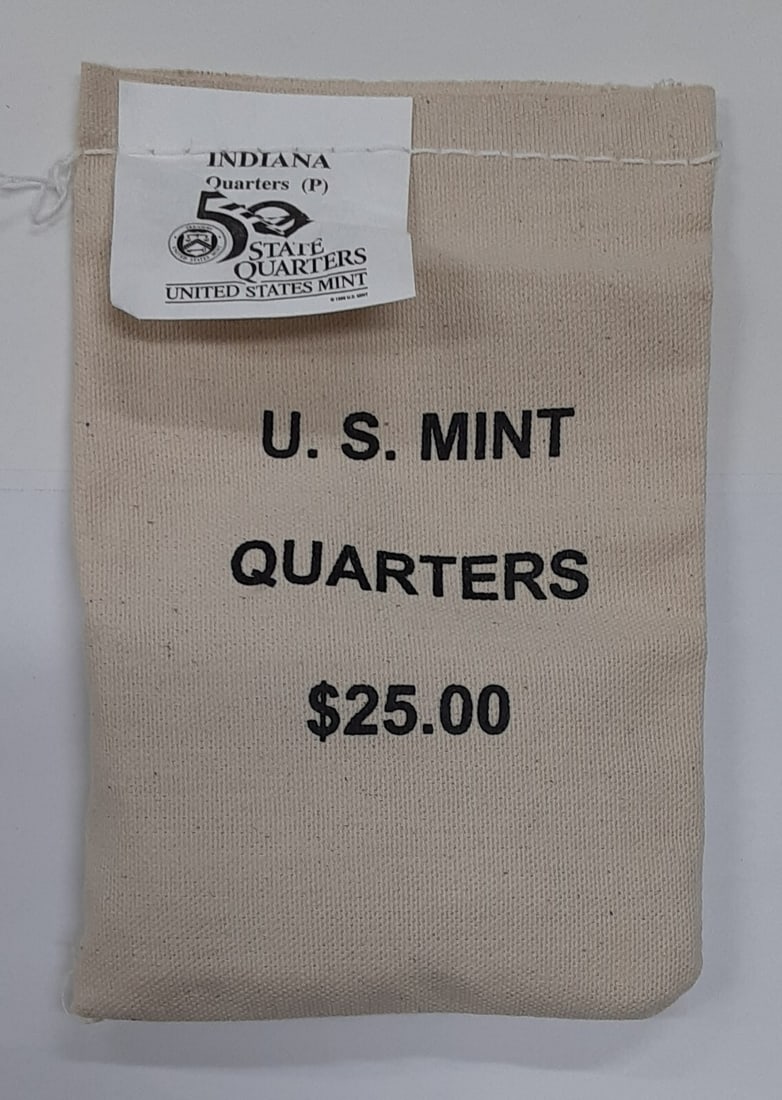 INDIANA
Quarters (P)
50
STATE
QUARTERS
UNITED STATES MINT
U. S. MINT
QUARTERS
$25.00